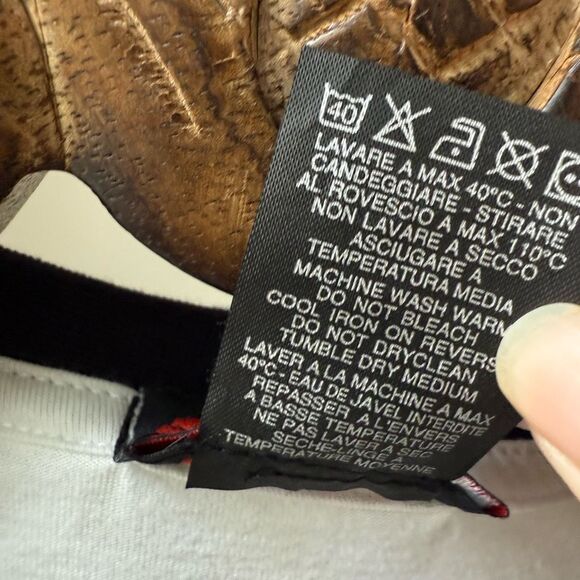 40
LAVARE A MAX 40°C - NON
CANDEGGIARE - STIRARE
AL ROVESCIO A MAX 110°C
NON LAVARE A SECCO
ASCIUGARE A
TEMPERATURA MEDIA
MACHINE WASH WARM
DO NOT BLEACH
COOL IRON ON REVERS
DO NOT DRYCLEAN
TUMBLE DRY MEDIUM
LAVER A LA MACHINE A MAX
40°C-EAU DE JAVEL INTERDITE
REPASSER A L'ENVERS
A BASSE TEMPERATURE
NE PAS LAVER A SEC
SECHE-LINGE A
TEMPERATURE MOYENNE